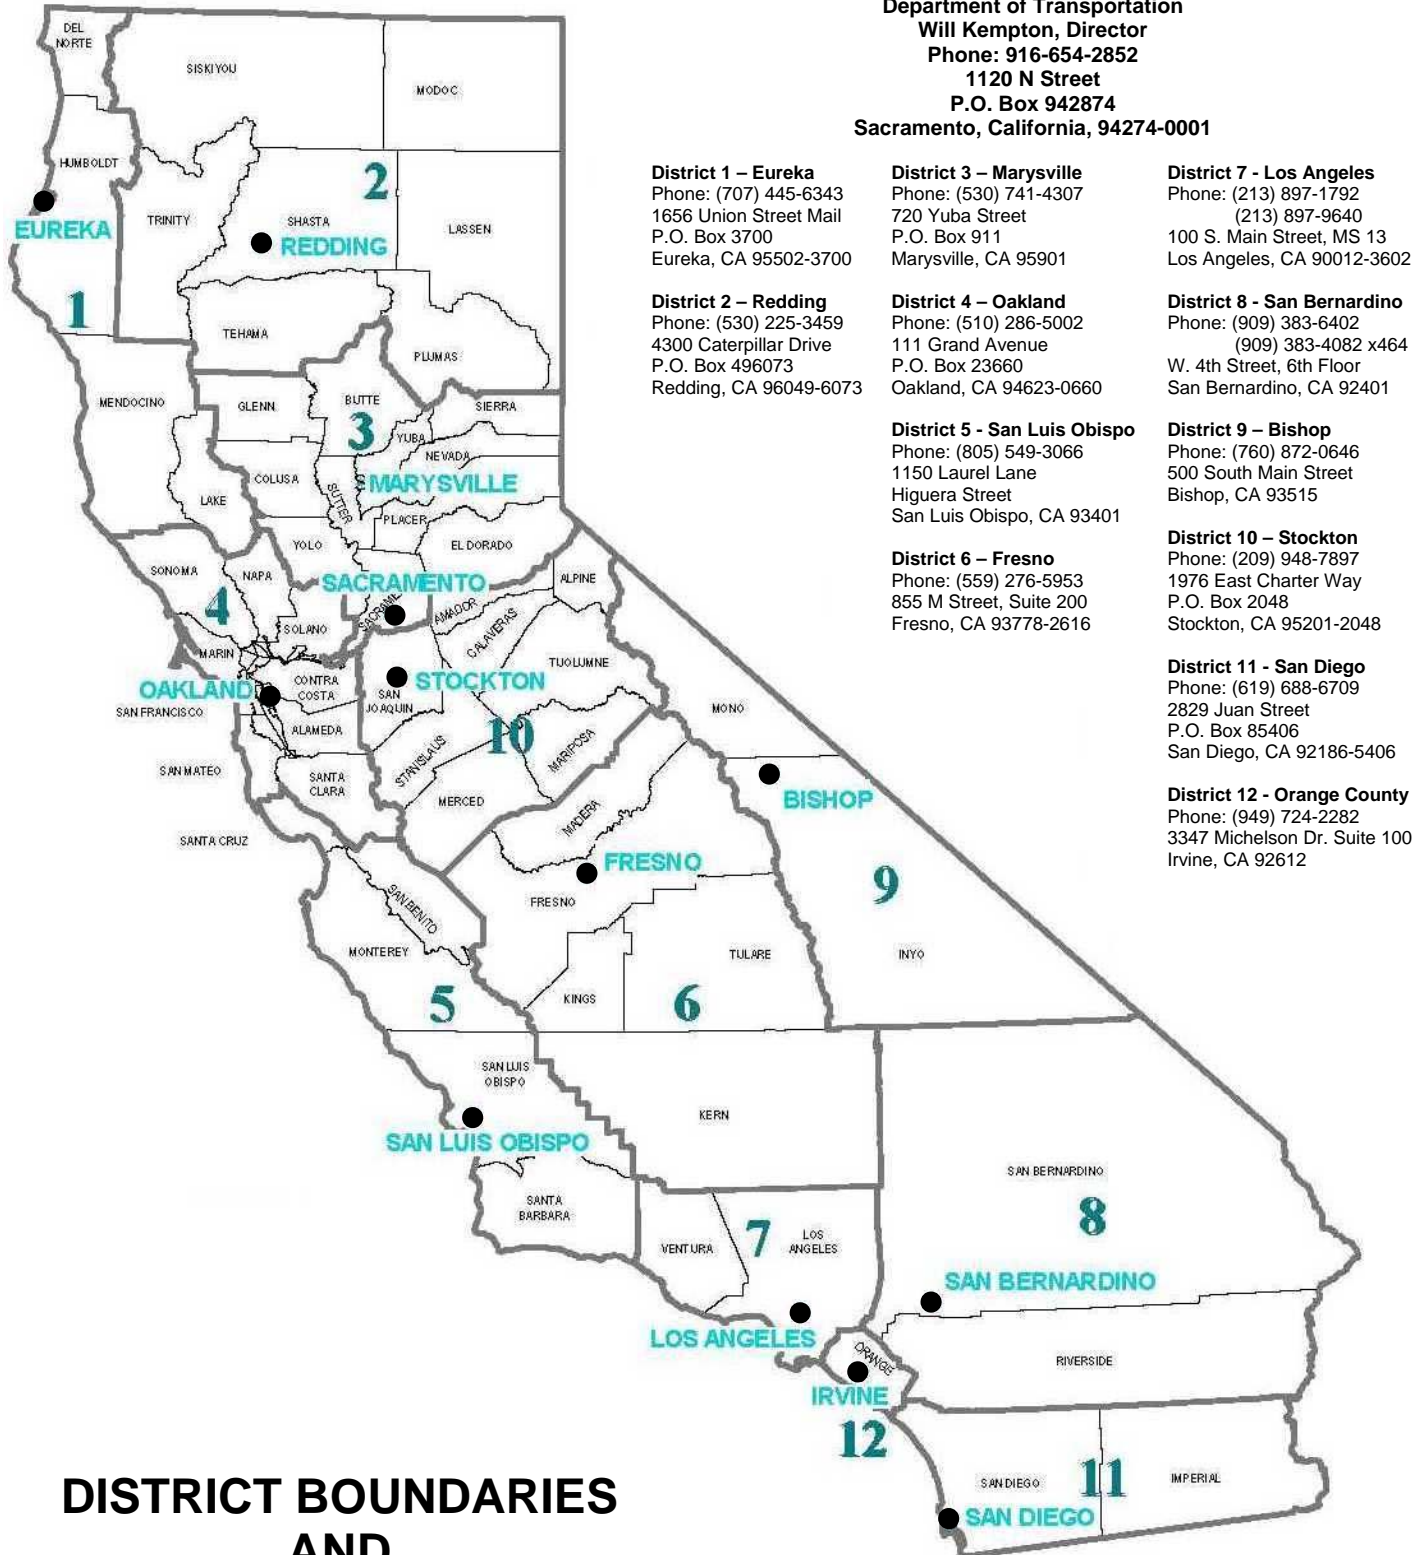 Department of Transportation
Will Kempton, Director
Phone: 916-654-2852
1120 N Street
P.O. Box 942874
Sacramento, California, 94274-0001
District 1 – Eureka
Phone: (707) 445-6343
1656 Union Street Mail
P.O. Box 3700
Eureka, CA 95502-3700
District 2 – Redding
Phone: (530) 225-3459
4300 Caterpillar Drive
P.O. Box 496073
Redding, CA 96049-6073
District 3 – Marysville
Phone: (530) 741-4307
720 Yuba Street
P.O. Box 911
Marysville, CA 95901
District 4 – Oakland
Phone: (510) 286-5002
111 Grand Avenue
P.O. Box 23660
Oakland, CA 94623-0660
District 5 - San Luis Obispo
Phone: (805) 549-3066
1150 Laurel Lane
Higuera Street
San Luis Obispo, CA 93401
District 6 – Fresno
Phone: (559) 276-5953
855 M Street, Suite 200
Fresno, CA 93778-2616
District 7 - Los Angeles
Phone: (213) 897-1792
(213) 897-9640
100 S. Main Street, MS 13
Los Angeles, CA 90012-3602
District 8 - San Bernardino
Phone: (909) 383-6402
(909) 383-4082 x464
W. 4th Street, 6th Floor
San Bernardino, CA 92401
District 9 – Bishop
Phone: (760) 872-0646
500 South Main Street
Bishop, CA 93515
District 10 – Stockton
Phone: (209) 948-7897
1976 East Charter Way
P.O. Box 2048
Stockton, CA 95201-2048
District 11 - San Diego
Phone: (619) 688-6709
2829 Juan Street
P.O. Box 85406
San Diego, CA 92186-5406
District 12 - Orange County
Phone: (949) 724-2282
3347 Michelson Dr. Suite 100
Irvine, CA 92612
DEL
NORTE
SISKIYOU
MODOC
HUMBOLDT
2
TRINITY
SHASTA
LASSEN
EUREKA
REDDING
1
TEHAMA
PLUMAS
MENDOCINO
GLENN
BUTTE
SIERRA
3
YUBA
NEVADA
COLUSA
SUTTER
MARYSVILLE
LAKE
PLACER
YOLO
EL DORADO
SONOMA
NAPA
SACRAMENTO
ALPINE
4
SACRAME
AMADOR
SOLANO
CALAVERAS
MARIN
TUOLUMNE
OAKLAND
CONTRA
COSTA
STOCKTON
SAN
JOAQUIN
SAN FRANCISCO
MONO
ALAMEDA
10
STANISLAUS
MARIPOSA
SAN MATEO
SANTA
CLARA
MERCED
BISHOP
MADERA
SANTA CRUZ
FRESNO
9
FRESNO
SAN BENITO
MONTEREY
TULARE
INYO
5
KINGS
6
SAN LUIS
OBISPO
KERN
SAN LUIS OBISPO
SAN BERNARDINO
SANTA
BARBARA
8
VENTURA
7
LOS
ANGELES
SAN BERNARDINO
LOS ANGELES
ORANGE
RIVERSIDE
IRVINE
12
SAN DIEGO
11
IMPERIAL
SAN DIEGO
DISTRICT BOUNDARIES
AND